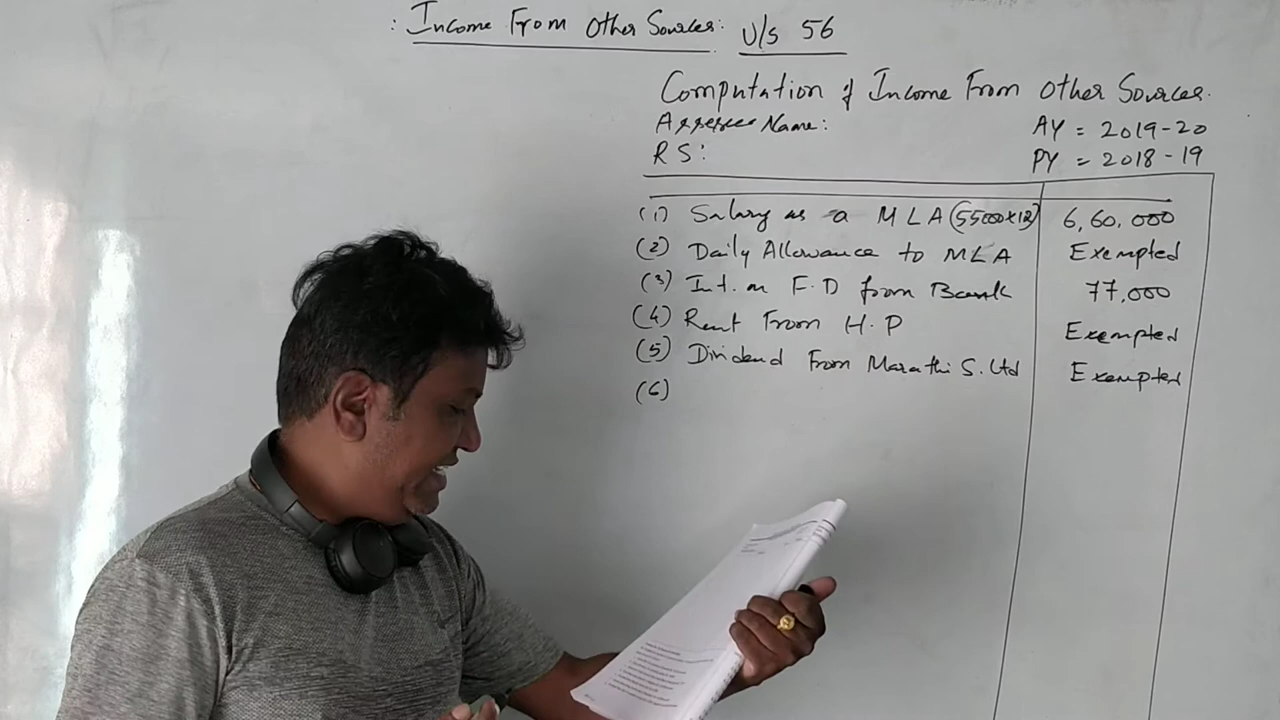 : Income From Other Sources: U/s 56
Computation of Income From Other Sources.
Assessee Name: AY = 2019-20
RS: PY = 2018-19
(1) Salary as a MLA (55000x12) 6,60,000
(2) Daily Allowance to MLA Exempted
(3) Int. on F.D from Bank 77,000
(4) Rent From H.P Exempted
(5) Dividend From Marathi S. Ltd Exempted
(6)